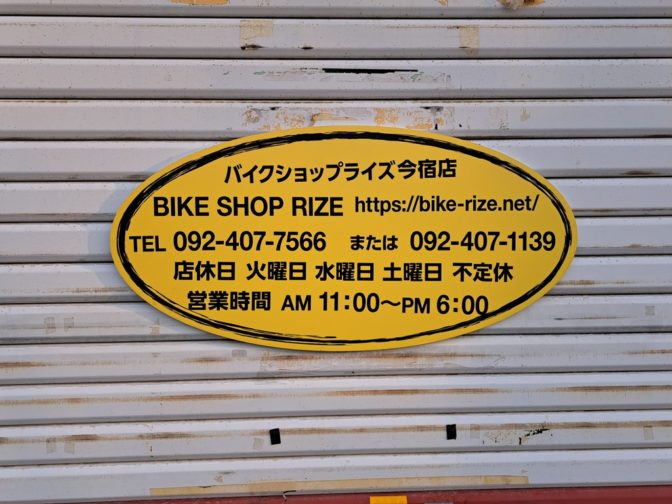 バイクショップライズ今宿店
BIKE SHOP RIZE https://bike-rize.net/
TEL 092-407-7566 または 092-407-1139
店休日 火曜日 水曜日 土曜日 不定休
営業時間 AM 11:00～PM 6:00